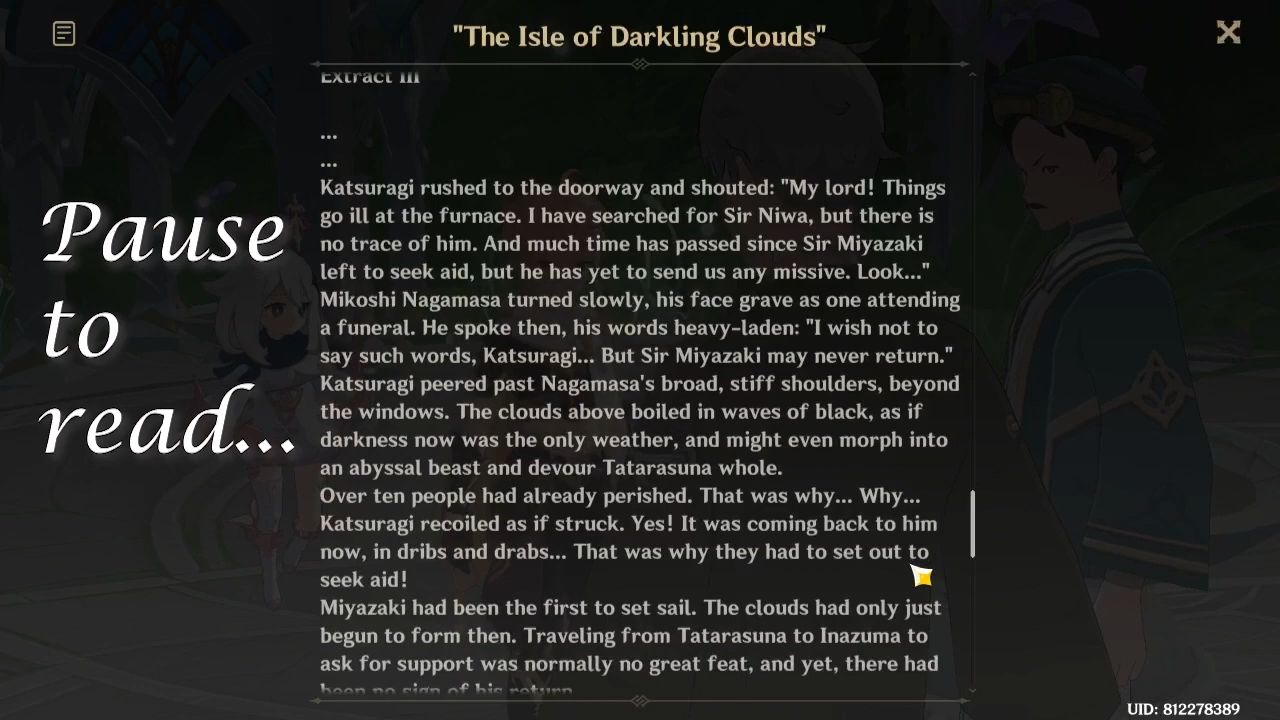 "The Isle of Darkling Clouds"
Extract III
...
...
Katsuragi rushed to the doorway and shouted: "My lord! Things
go ill at the furnace. I have searched for Sir Niwa, but there is
no trace of him. And much time has passed since Sir Miyazaki
left to seek aid, but he has yet to send us any missive. Look..."
Mikoshi Nagamasa turned slowly, his face grave as one attending
a funeral. He spoke then, his words heavy-laden: "I wish not to
say such words, Katsuragi... But Sir Miyazaki may never return."
Katsuragi peered past Nagamasa's broad, stiff shoulders, beyond
the windows. The clouds above boiled in waves of black, as if
darkness now was the only weather, and might even morph into
an abyssal beast and devour Tatarasuna whole.
Over ten people had already perished. That was why... Why...
Katsuragi recoiled as if struck. Yes! It was coming back to him
now, in dribs and drabs... That was why they had to set out to
seek aid!
Miyazaki had been the first to set sail. The clouds had only just
begun to form then. Traveling from Tatarasuna to Inazuma to
ask for support was normally no great feat, and yet, there had
been no sign of his return
Pause
to
read...
UID: 812278389